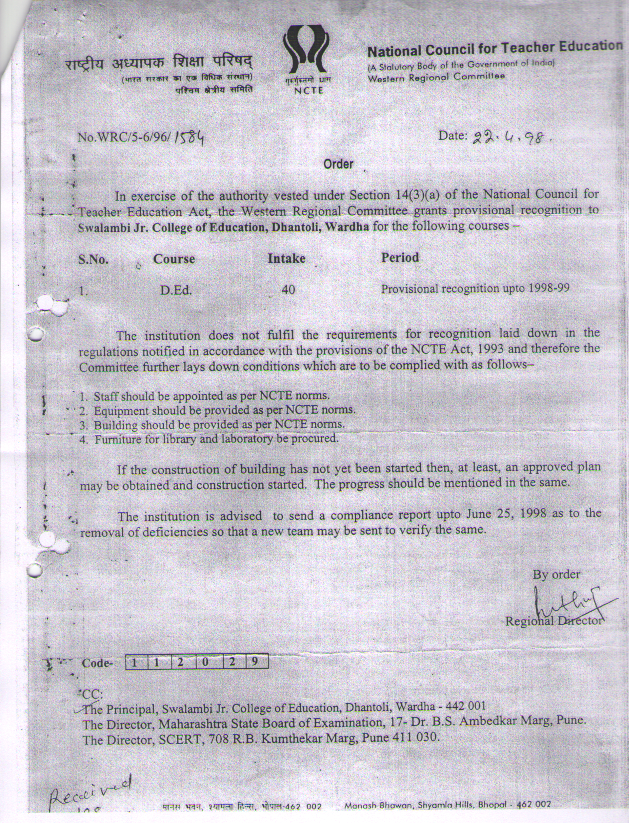 राष्ट्रीय अध्यापक शिक्षा परिषद्
(भारत सरकार का एक विधिक संस्थान)
पश्चिम क्षेत्रीय समिति
NCTE
National Council for Teacher Education
(A Statutory Body of the Government of India)
Western Regional Committee
No.WRC/5-6/96/1584
Date: 22.4.98.
Order
In exercise of the authority vested under Section 14(3)(a) of the National Council for
Teacher Education Act, the Western Regional Committee grants provisional recognition to
Swalambi Jr. College of Education, Dhantoli, Wardha for the following courses –
S.No. Course Intake Period
1. D.Ed. 40 Provisional recognition upto 1998-99
The institution does not fulfil the requirements for recognition laid down in the
regulations notified in accordance with the provisions of the NCTE Act, 1993 and therefore the
Committee further lays down conditions which are to be complied with as follows–
1. Staff should be appointed as per NCTE norms.
2. Equipment should be provided as per NCTE norms.
3. Building should be provided as per NCTE norms.
4. Furniture for library and laboratory be procured.
If the construction of building has not yet been started then, at least, an approved plan
may be obtained and construction started. The progress should be mentioned in the same.
The institution is advised to send a compliance report upto June 25, 1998 as to the
removal of deficiencies so that a new team may be sent to verify the same.
By order
Regional Director
Code- 1 1 2 0 2 9
CC:
The Principal, Swalambi Jr. College of Education, Dhantoli, Wardha - 442 001
The Director, Maharashtra State Board of Examination, 17- Dr. B.S. Ambedkar Marg, Pune.
The Director, SCERT, 708 R.B. Kumthekar Marg, Pune 411 030.
Received
मानस भवन, श्यामला हिल्स, भोपाल-462 002 Manash Bhawan, Shyamla Hills, Bhopal - 462 002